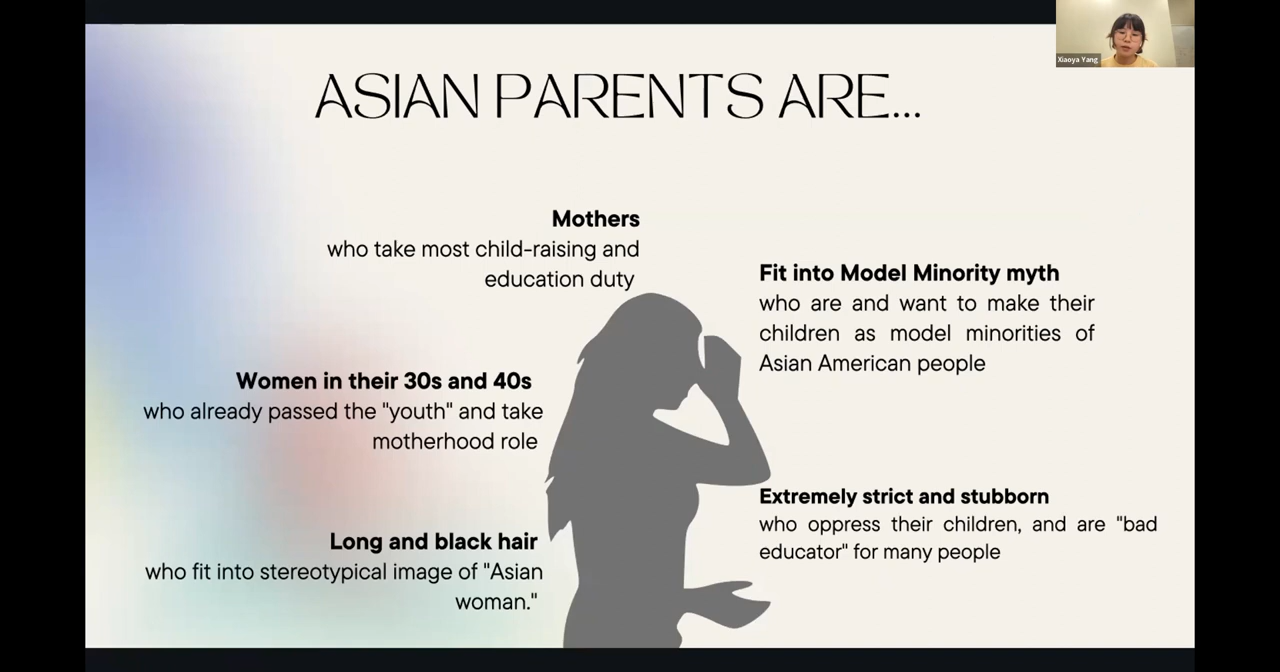 ASIAN PARENTS ARE...
Mothers
who take most child-raising and
education duty
Fit into Model Minority myth
who are and want to make their
children as model minorities of
Asian American people
Women in their 30s and 40s
who already passed the "youth" and take
motherhood role
Extremely strict and stubborn
who oppress their children, and are "bad
educator" for many people
Long and black hair
who fit into stereotypical image of "Asian
woman."
Xiaoya Yang